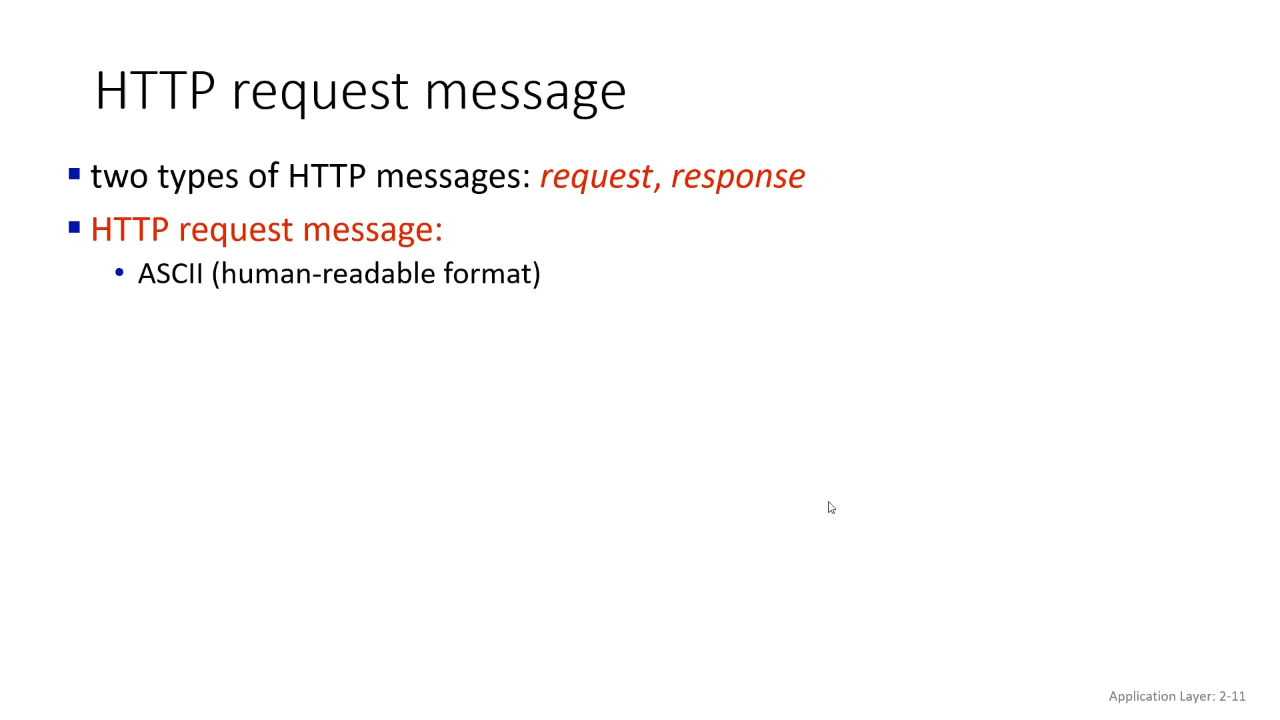 HTTP request message
▪ two types of HTTP messages: request, response
▪ HTTP request message:
• ASCII (human-readable format)
Application Layer: 2-11